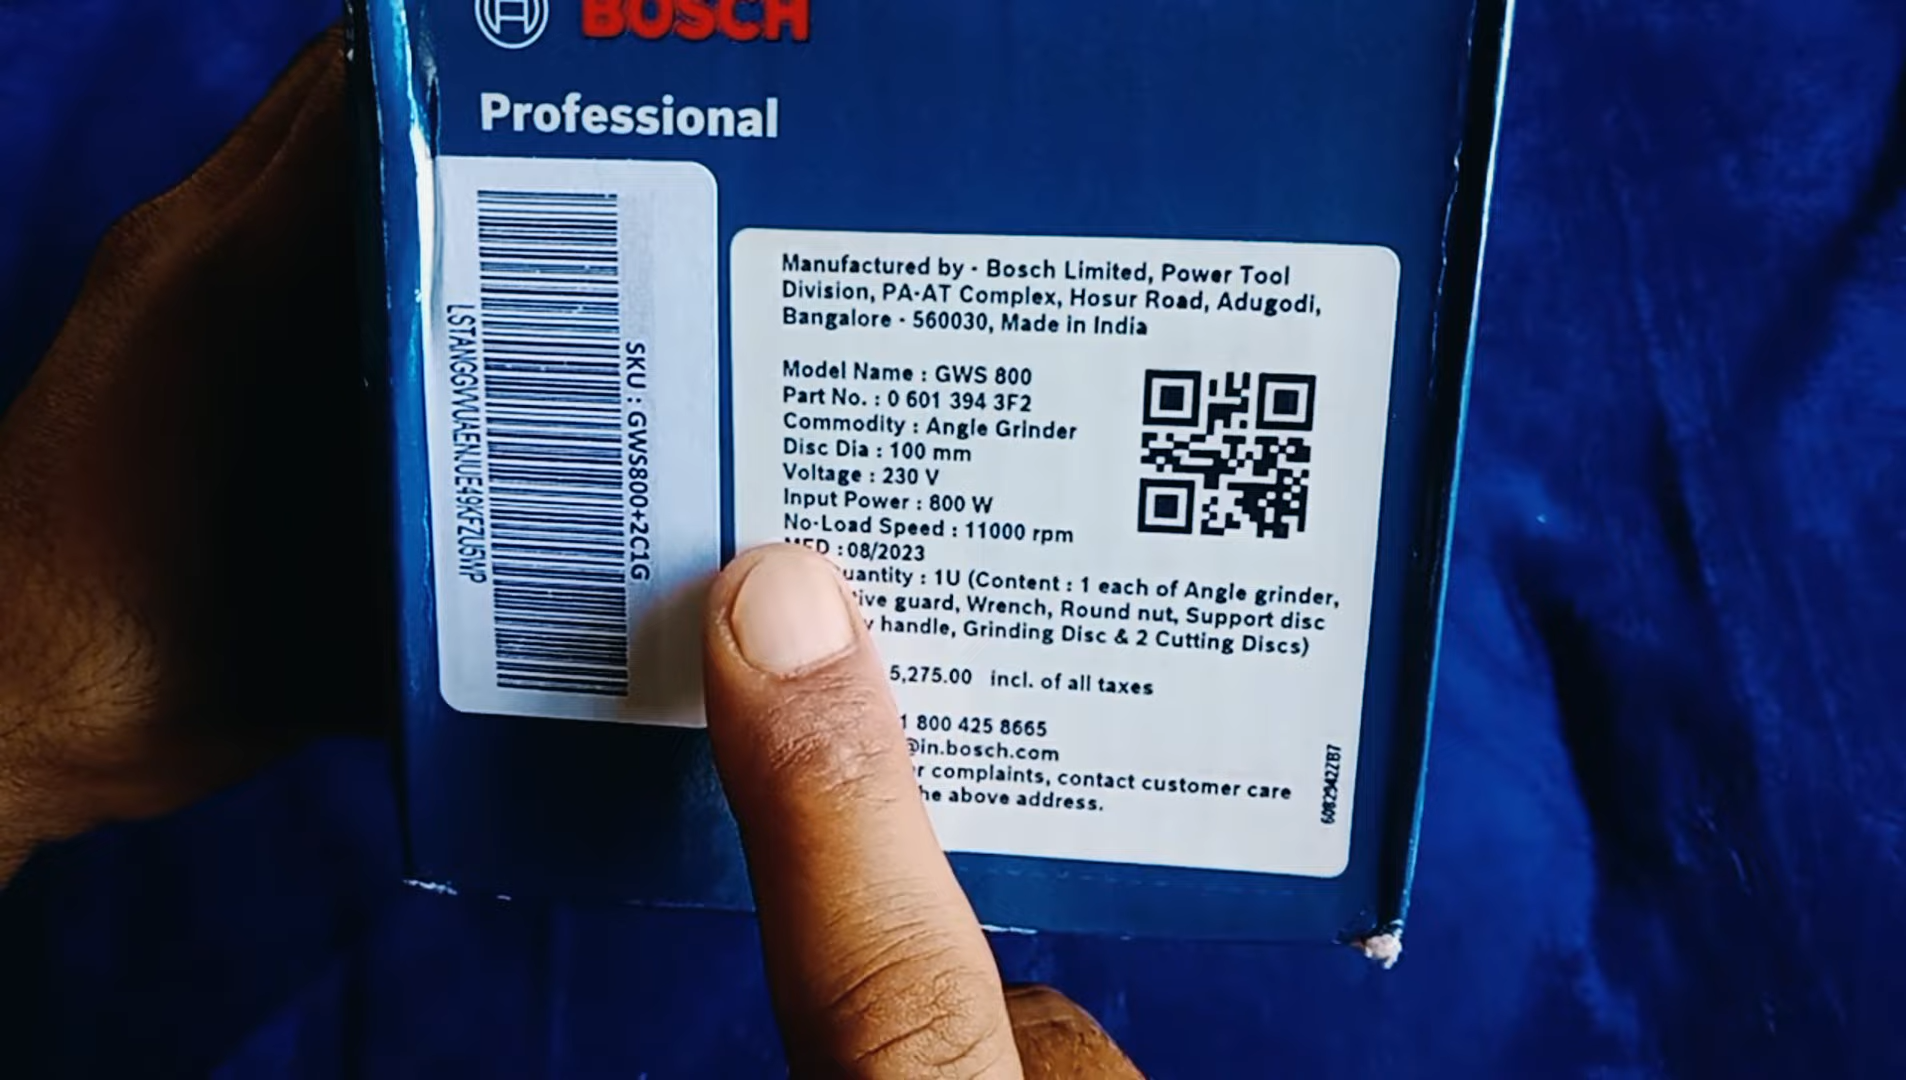 BOSCH
Professional
SKU : GWS800+2C1G
Manufactured by - Bosch Limited, Power Tool
Division, PA-AT Complex, Hosur Road, Adugodi,
Bangalore - 560030, Made in India
Model Name : GWS 800
Part No. : 0 601 394 3F2
Commodity : Angle Grinder
Disc Dia : 100 mm
Voltage : 230 V
Input Power : 800 W
No-Load Speed : 11000 rpm
: 08/2023
: 1U (Content : 1 each of Angle grinder,
guard, Wrench, Round nut, Support disc
handle, Grinding Disc & 2 Cutting Discs)
5,275.00 incl. of all taxes
1 800 425 8665
@in.bosch.com
complaints, contact customer care
above address.